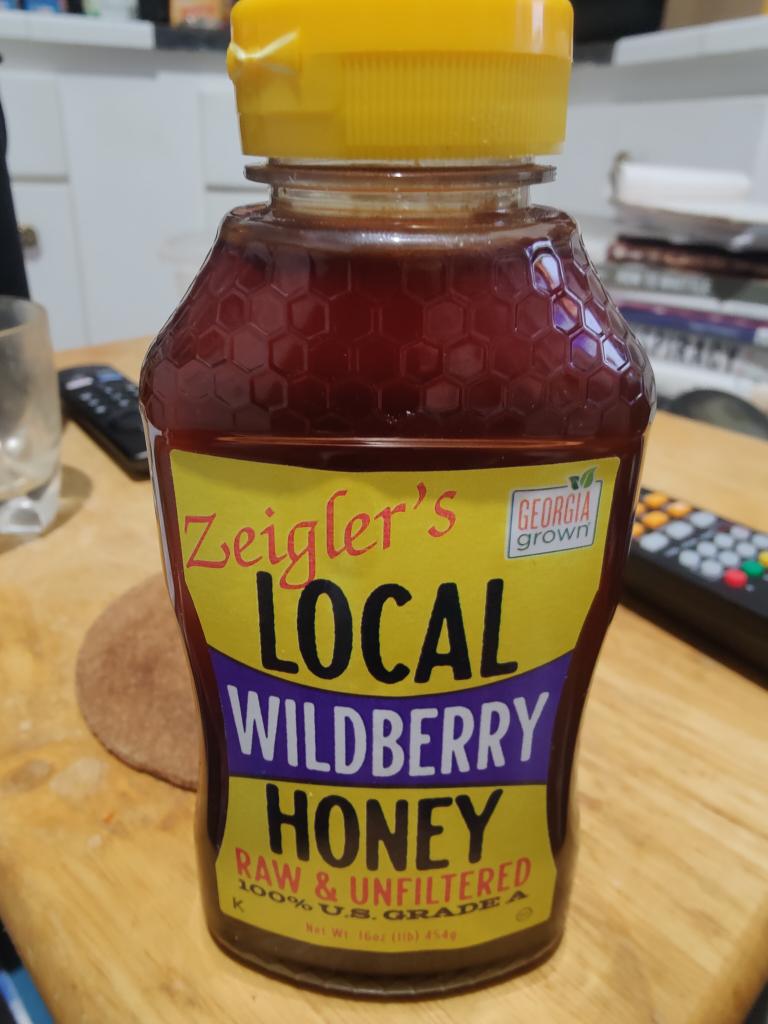 Zeigler's
GEORGIA
grown
LOCAL
WILDBERRY
HONEY
RAW & UNFILTERED
100% U.S. GRADE A
K
Net Wt. 16oz (1lb) 454g